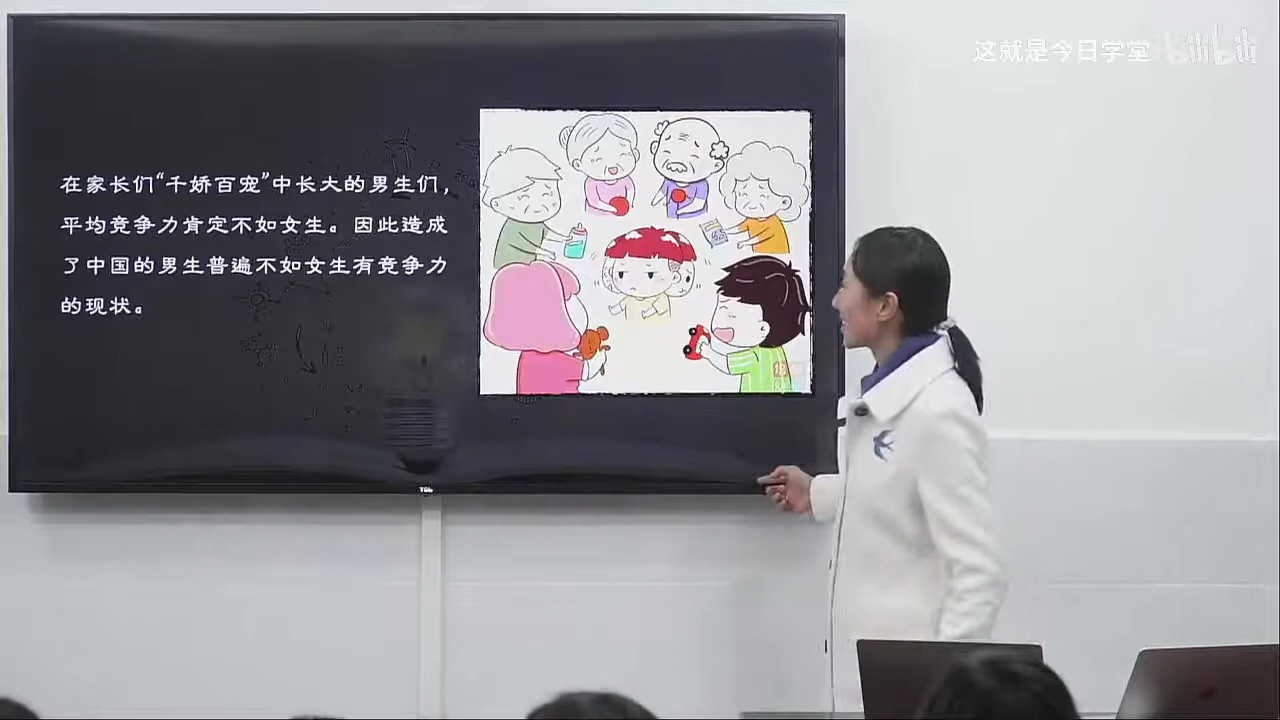 这就是今日学堂 bilibili
在家长们“千娇百宠”中长大的男生们，
平均竞争力肯定不如女生。因此造成
了中国的男生普遍不如女生有竞争力
的现状。